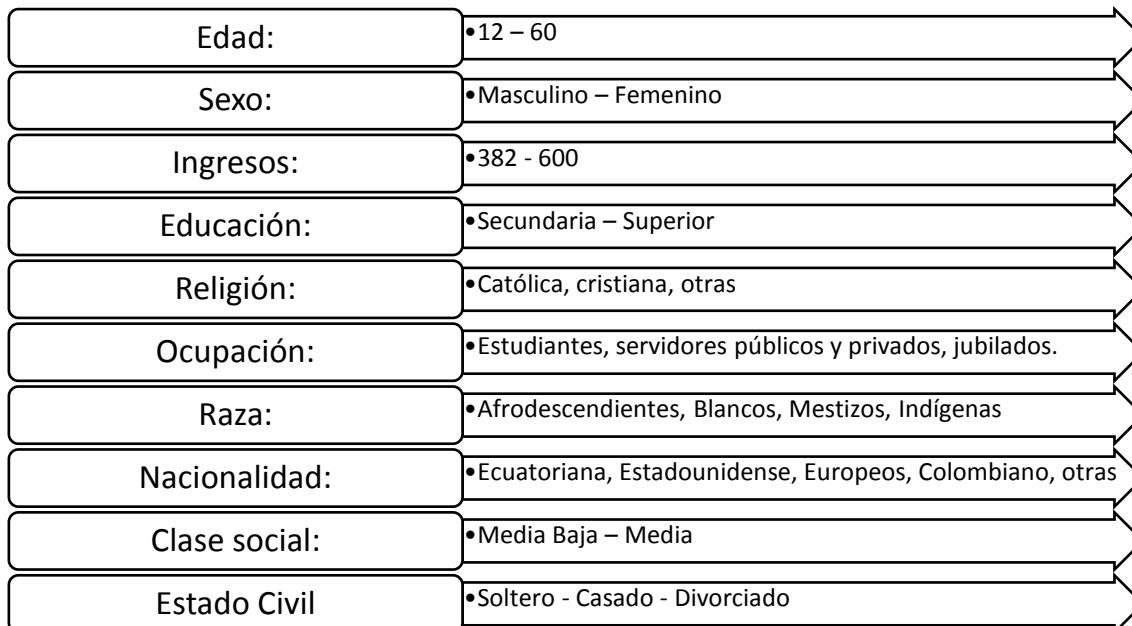 Edad:
•12 – 60
Sexo:
•Masculino – Femenino
Ingresos:
•382 - 600
Educación:
•Secundaria – Superior
Religión:
•Católica, cristiana, otras
Ocupación:
•Estudiantes, servidores públicos y privados, jubilados.
Raza:
•Afrodescendientes, Blancos, Mestizos, Indígenas
Nacionalidad:
•Ecuatoriana, Estadounidense, Europeos, Colombiano, otras
Clase social:
•Media Baja – Media
Estado Civil
•Soltero - Casado - Divorciado